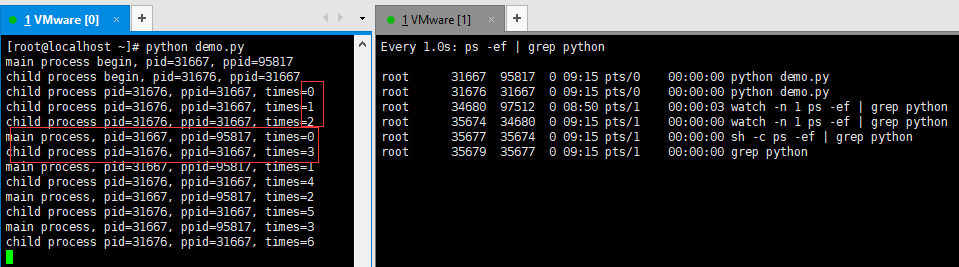 1 VMware [0]
[root@localhost ~]# python demo.py
main process begin, pid=31667, ppid=95817
child process begin, pid=31676, ppid=31667
child process pid=31676, ppid=31667, times=0
child process pid=31676, ppid=31667, times=1
child process pid=31676, ppid=31667, times=2
main process, pid=31667, ppid=95817, times=0
child process pid=31676, ppid=31667, times=3
main process, pid=31667, ppid=95817, times=1
child process pid=31676, ppid=31667, times=4
main process, pid=31667, ppid=95817, times=2
child process pid=31676, ppid=31667, times=5
main process, pid=31667, ppid=95817, times=3
child process pid=31676, ppid=31667, times=6
1 VMware [1]
Every 1.0s: ps -ef | grep python
root 31667 95817 0 09:15 pts/0 00:00:00 python demo.py
root 31676 31667 0 09:15 pts/0 00:00:00 python demo.py
root 34680 97512 0 08:50 pts/1 00:00:03 watch -n 1 ps -ef | grep python
root 35674 34680 0 09:15 pts/1 00:00:00 watch -n 1 ps -ef | grep python
root 35677 35674 0 09:15 pts/1 00:00:00 sh -c ps -ef | grep python
root 35679 35677 0 09:15 pts/1 00:00:00 grep python